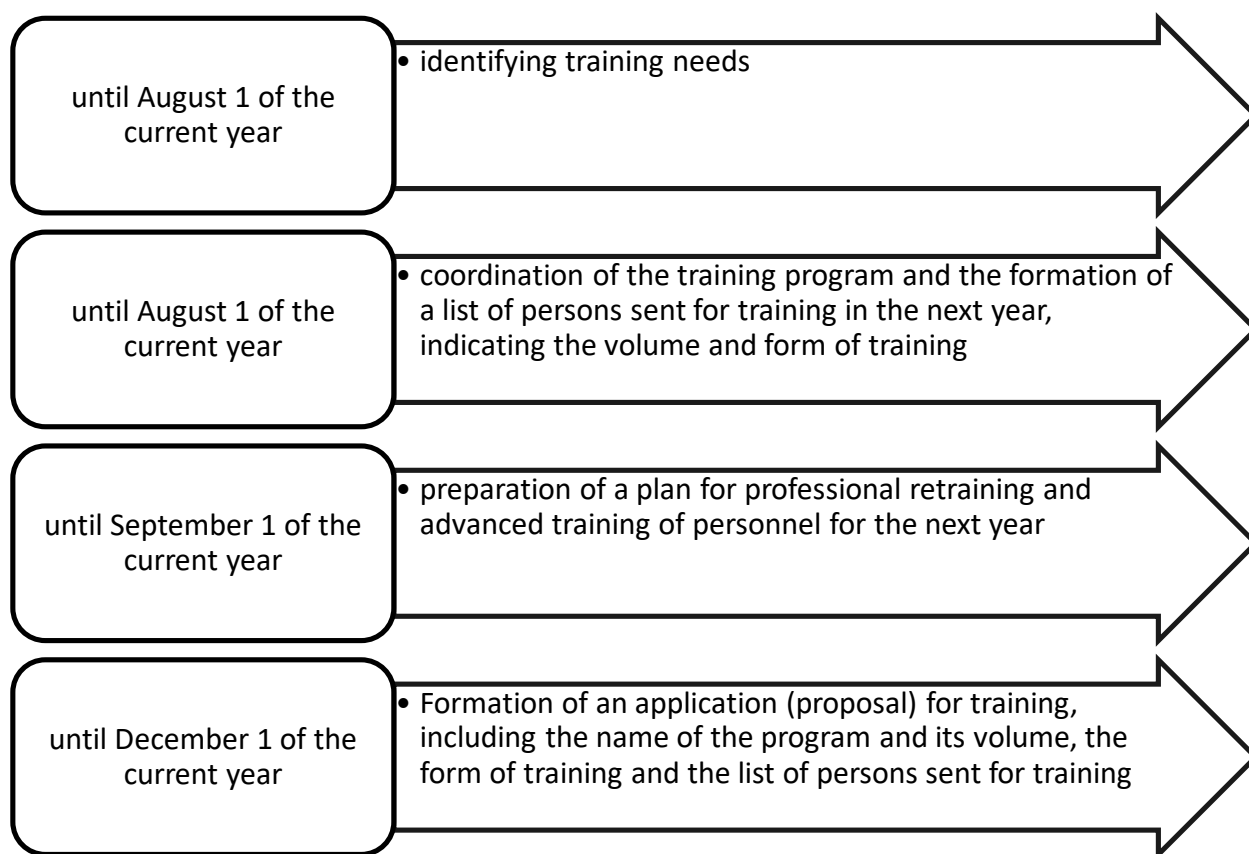 until August 1 of the
current year
• identifying training needs
until August 1 of the
current year
• coordination of the training program and the formation of
a list of persons sent for training in the next year,
indicating the volume and form of training
until September 1 of the
current year
• preparation of a plan for professional retraining and
advanced training of personnel for the next year
until December 1 of the
current year
• Formation of an application (proposal) for training,
including the name of the program and its volume, the
form of training and the list of persons sent for training